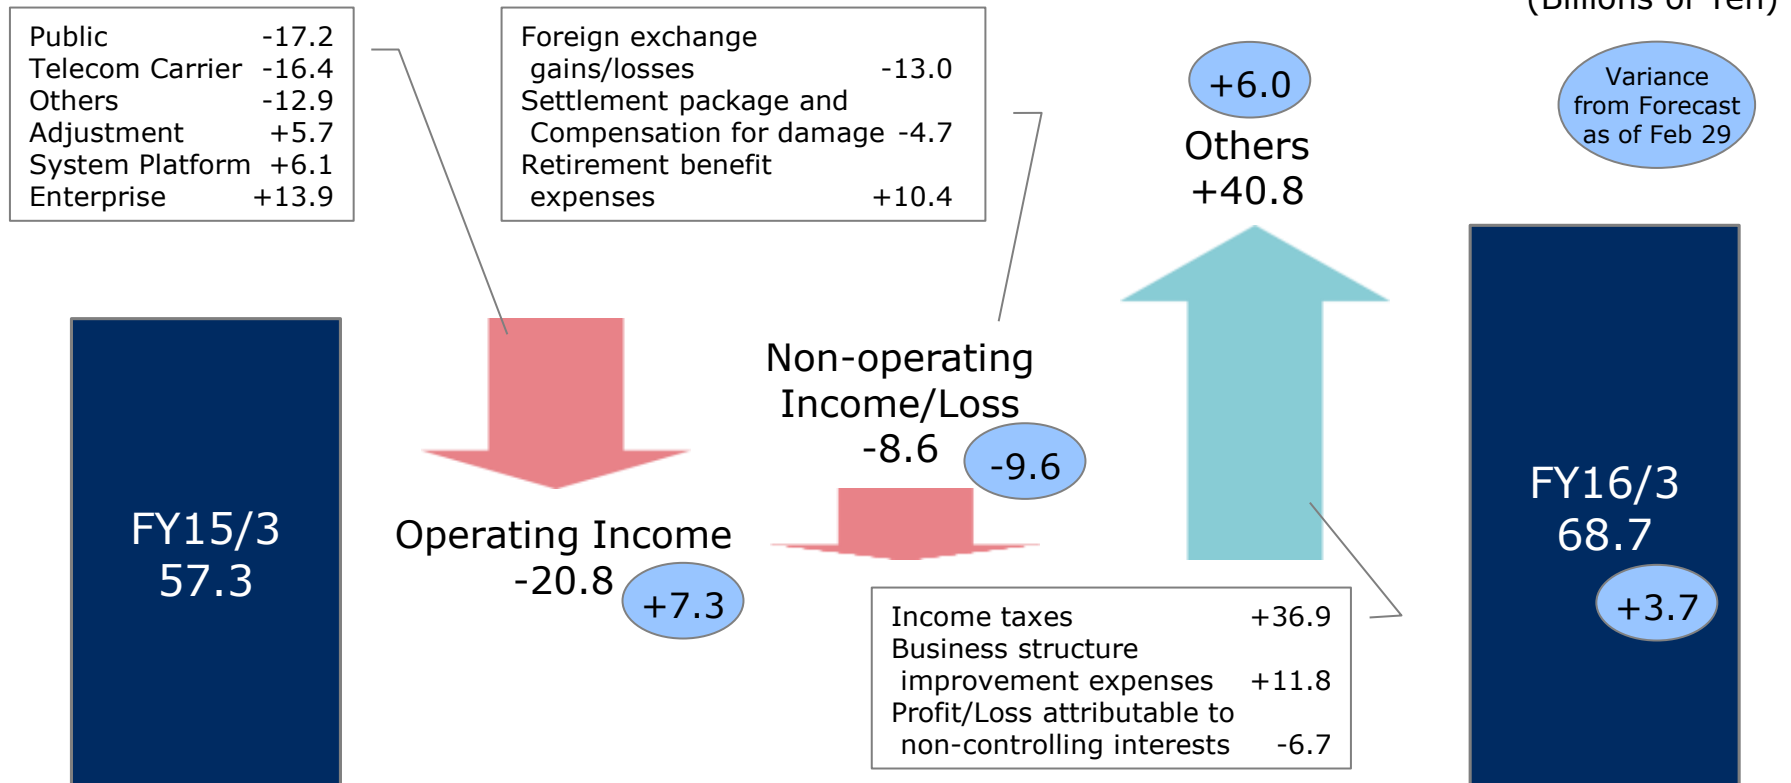 (Billions of Yen)
Public -17.2
Telecom Carrier -16.4
Others -12.9
Adjustment +5.7
System Platform +6.1
Enterprise +13.9
Foreign exchange
gains/losses -13.0
Settlement package and
Compensation for damage -4.7
Retirement benefit
expenses +10.4
+6.0
Others
+40.8
Variance
from Forecast
as of Feb 29
FY15/3
57.3
Operating Income
-20.8
+7.3
Non-operating
Income/Loss
-8.6
-9.6
Income taxes +36.9
Business structure
improvement expenses +11.8
Profit/Loss attributable to
non-controlling interests -6.7
FY16/3
68.7
+3.7